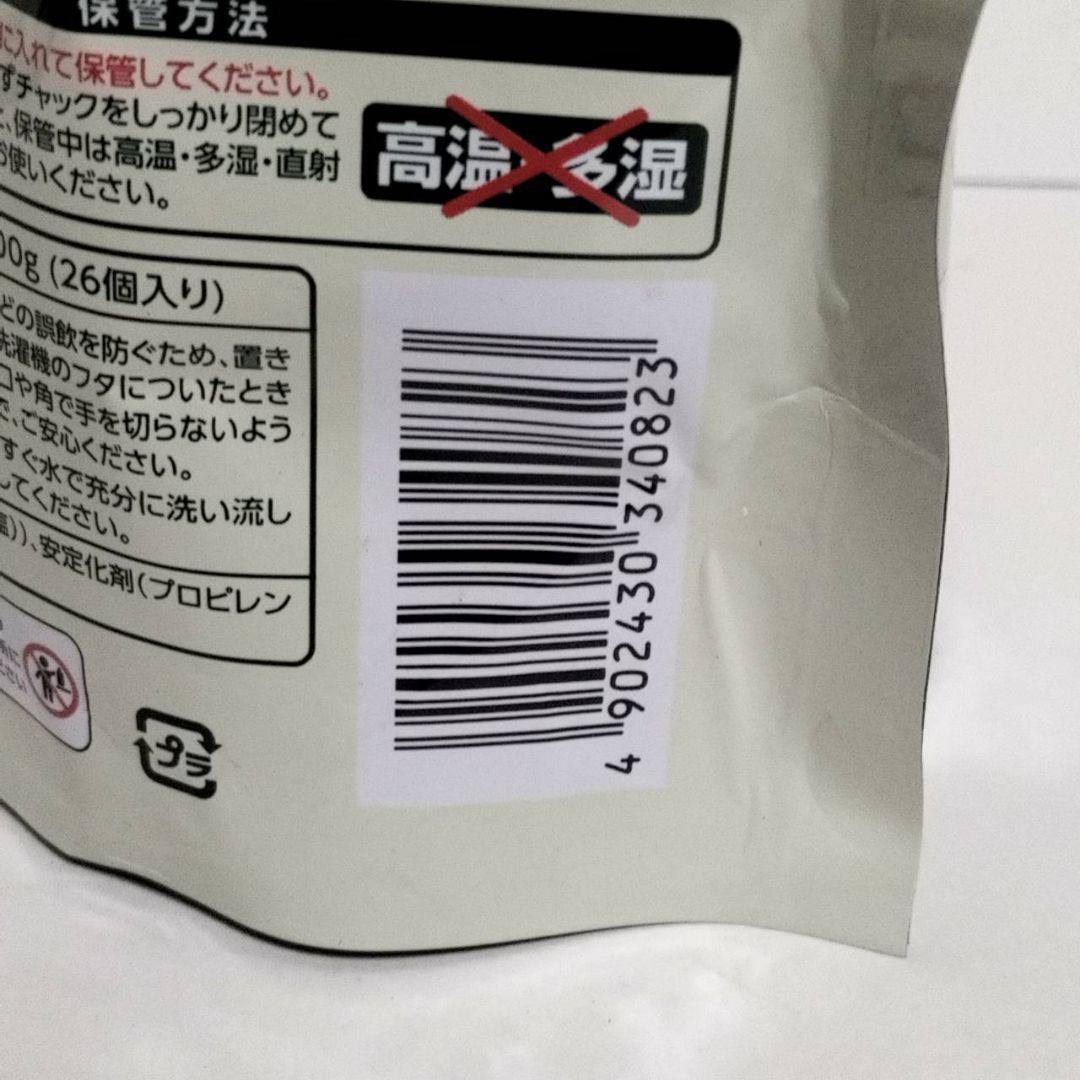 保管方法
に入れて保管してください。
ずチャックをしっかり閉めて
、保管中は高温・多湿・直射
お使いください。
高温・多湿
00g (26個入り)
どの誤飲を防ぐため、置き
洗濯機のフタについたとき
口や角で手を切らないよう
で、ご安心ください。
すぐ水で充分に洗い流し
してください。
塩))、安定化剤(プロピレン
プラ
4 902430 340823